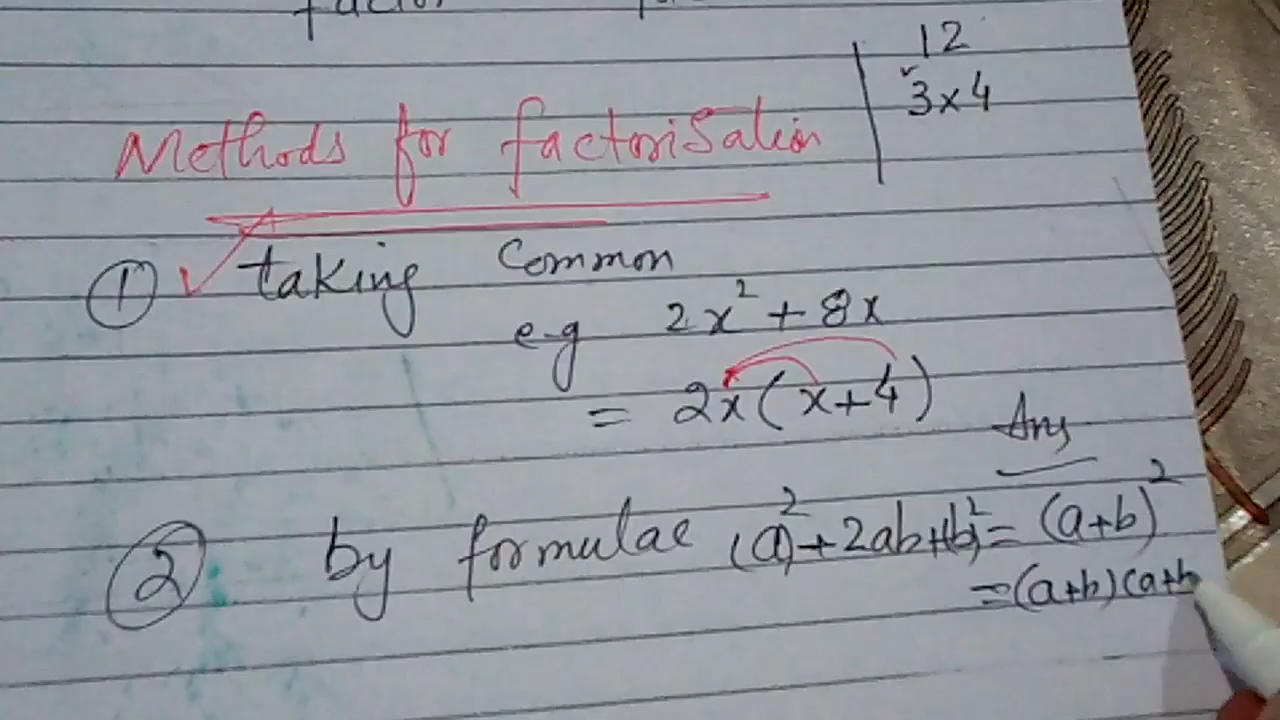 factor
12
3x4
Methods for factorisation
① taking Common
e-g 2x² + 8x
= 2x(x+4)
Ans
② by formulae (a)²+2ab+(b)²= (a+b)²
=(a+b)(a+b